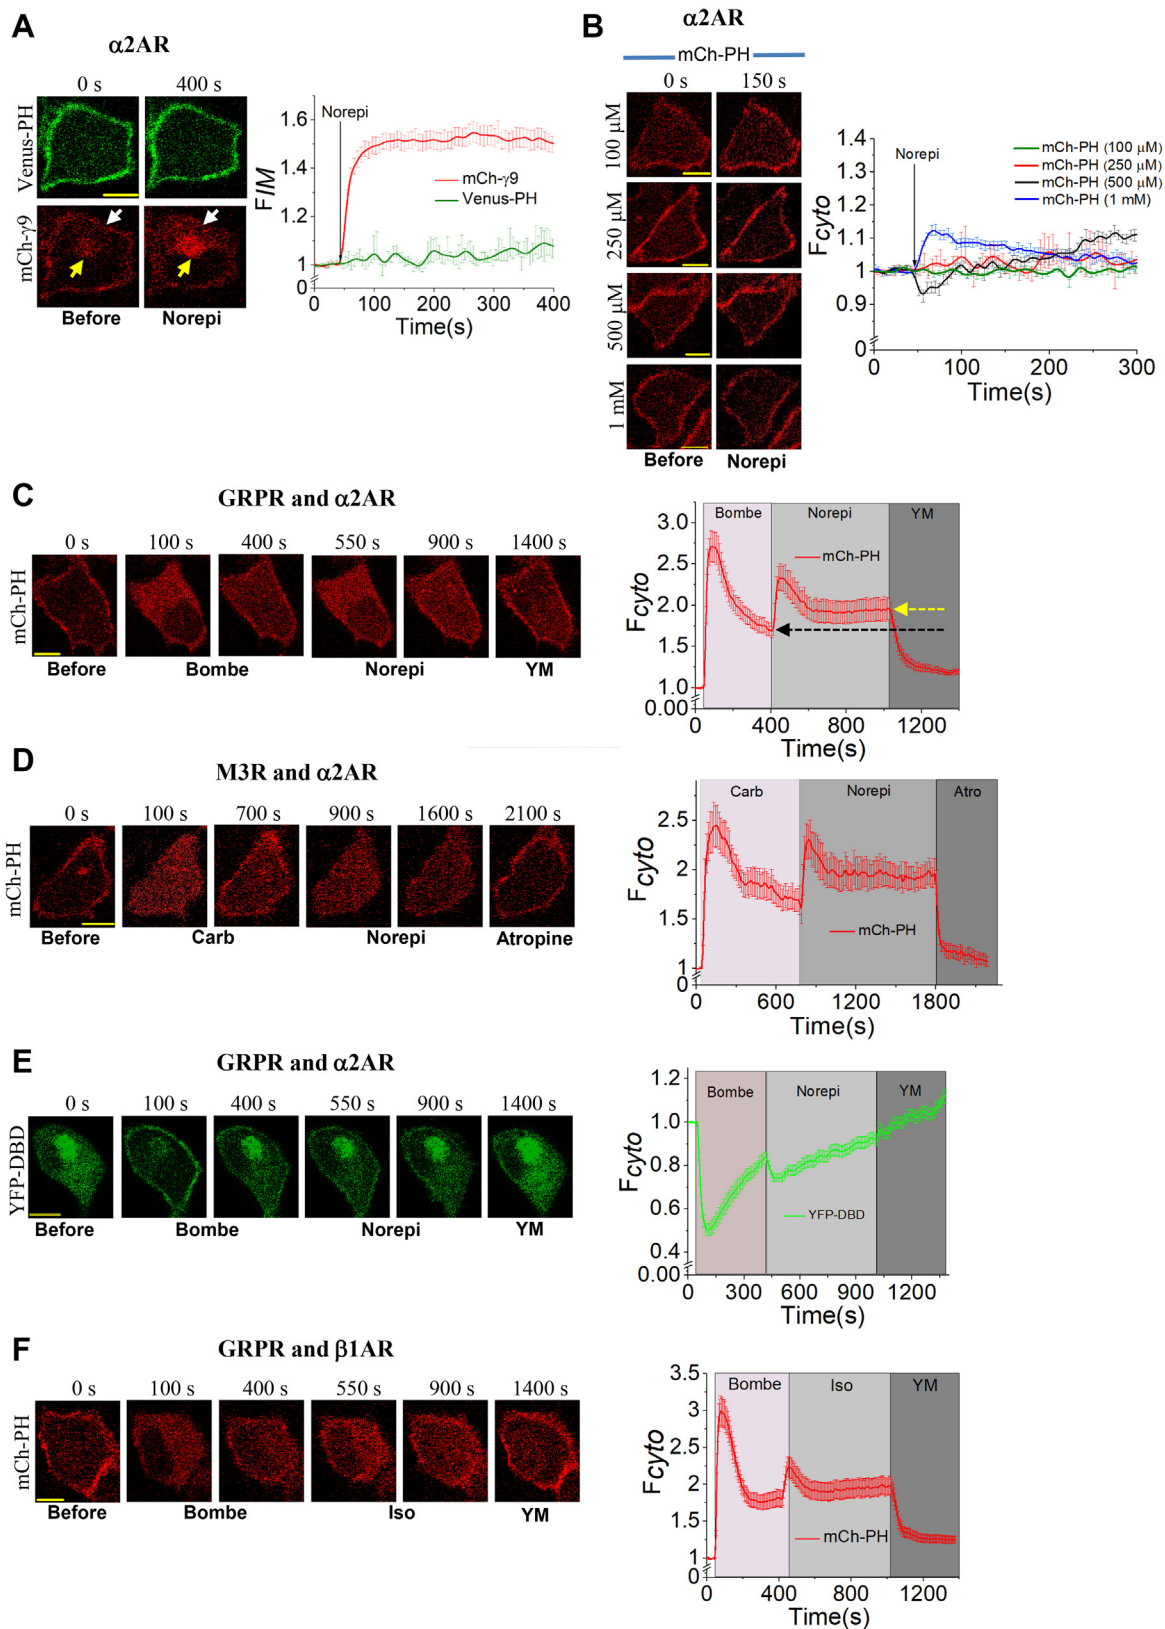 A
α2AR
0 s
400 s
Venus-PH
mCh-γ9
Before
Norepi
Norepi
mCh-γ9
Venus-PH
FIM
1.6
1.4
1.2
1
0
0 100 200 300 400
Time(s)
B
α2AR
mCh-PH
0 s
150 s
100 μM
250 μM
500 μM
1 mM
Before
Norepi
Norepi
mCh-PH (100 μM)
mCh-PH (250 μM)
mCh-PH (500 μM)
mCh-PH (1 mM)
Fcyto
1.4
1.3
1.2
1.1
1.0
0.9
0
0 100 200 300
Time(s)
C
GRPR and α2AR
0 s 100 s 400 s 550 s 900 s 1400 s
mCh-PH
Before Bombe Norepi YM
Bombe Norepi YM
mCh-PH
Fcyto
3.0
2.5
2.0
1.5
1.0
0.00
0 400 800 1200
Time(s)
D
M3R and α2AR
0 s 100 s 700 s 900 s 1600 s 2100 s
mCh-PH
Before Carb Norepi Atropine
Carb Norepi Atro
mCh-PH
Fcyto
2.5
2
1.5
1
0
0 600 1200 1800
Time(s)
E
GRPR and α2AR
0 s 100 s 400 s 550 s 900 s 1400 s
YFP-DBD
Before Bombe Norepi YM
Bombe Norepi YM
YFP-DBD
Fcyto
1.2
1.0
0.8
0.6
0.4
0.00
0 300 600 900 1200
Time(s)
F
GRPR and β1AR
0 s 100 s 400 s 550 s 900 s 1400 s
mCh-PH
Before Bombe Iso YM
Bombe Iso YM
mCh-PH
Fcyto
3.5
3
2.5
2
1.5
1
0
0 400 800 1200
Time(s)